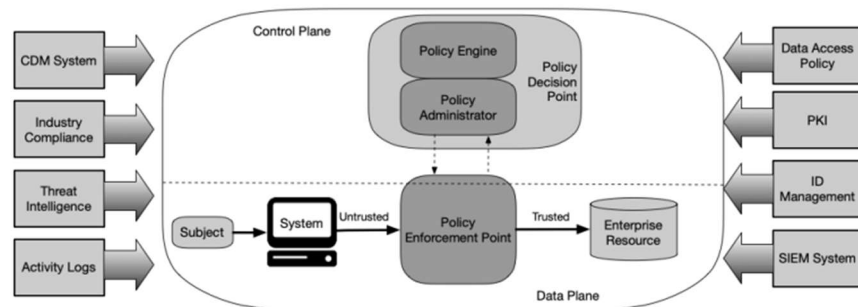 Control Plane
Policy Engine
Policy
Administrator
Policy
Decision
Point
CDM System
Industry
Compliance
Threat
Intelligence
Activity Logs
Data Access
Policy
PKI
ID
Management
SIEM System
Subject
System
Untrusted
Policy
Enforcement Point
Trusted
Enterprise
Resource
Data Plane